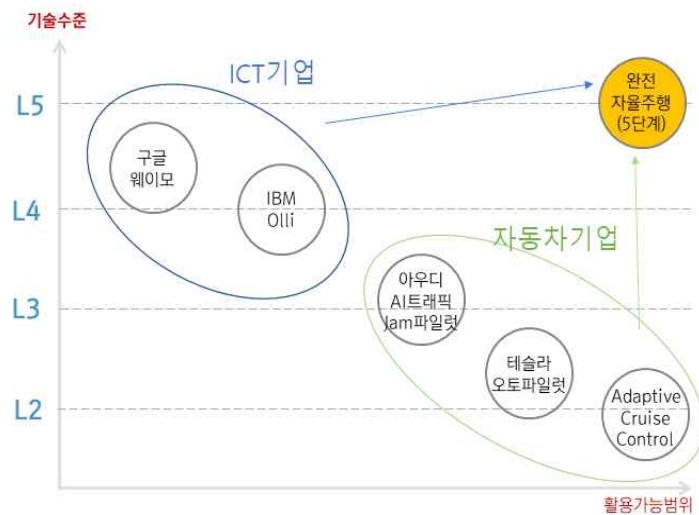 기술수준
ICT기업
완전
자율주행
(5단계)
L5
구글
웨이모
IBM
Olli
L4
자동차기업
아우디
AI트래픽
Jam파일럿
L3
테슬라
오토파일럿
Adaptive
Cruise
Control
L2
활용가능범위